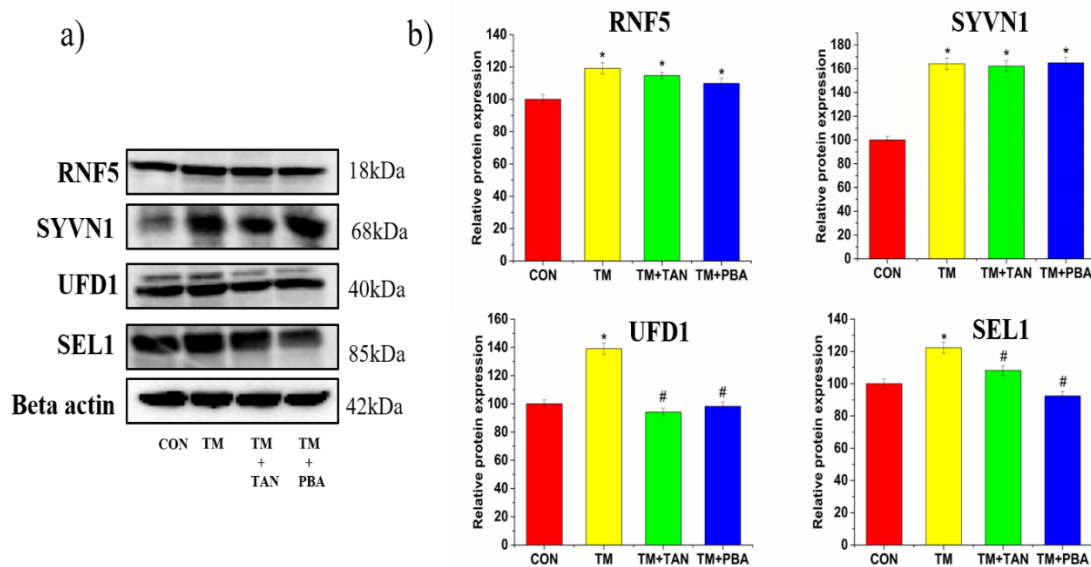 a)
RNF5
18kDa
SYVN1
68kDa
UFD1
40kDa
SEL1
85kDa
Beta actin
42kDa
CON
TM
TM
+
TAN
TM
+
PBA
b)
RNF5
Relative protein expression
140
120
100
80
60
40
20
0
*
*
*
CON
TM
TM+TAN
TM+PBA
SYVN1
Relative protein expression
180
160
140
120
100
80
60
40
20
0
*
*
*
CON
TM
TM+TAN
TM+PBA
UFD1
Relative protein expression
160
140
120
100
80
60
40
20
0
*
#
#
CON
TM
TM+TAN
TM+PBA
SEL1
Relative protein expression
140
120
100
80
60
40
20
0
*
#
#
CON
TM
TM+TAN
TM+PBA